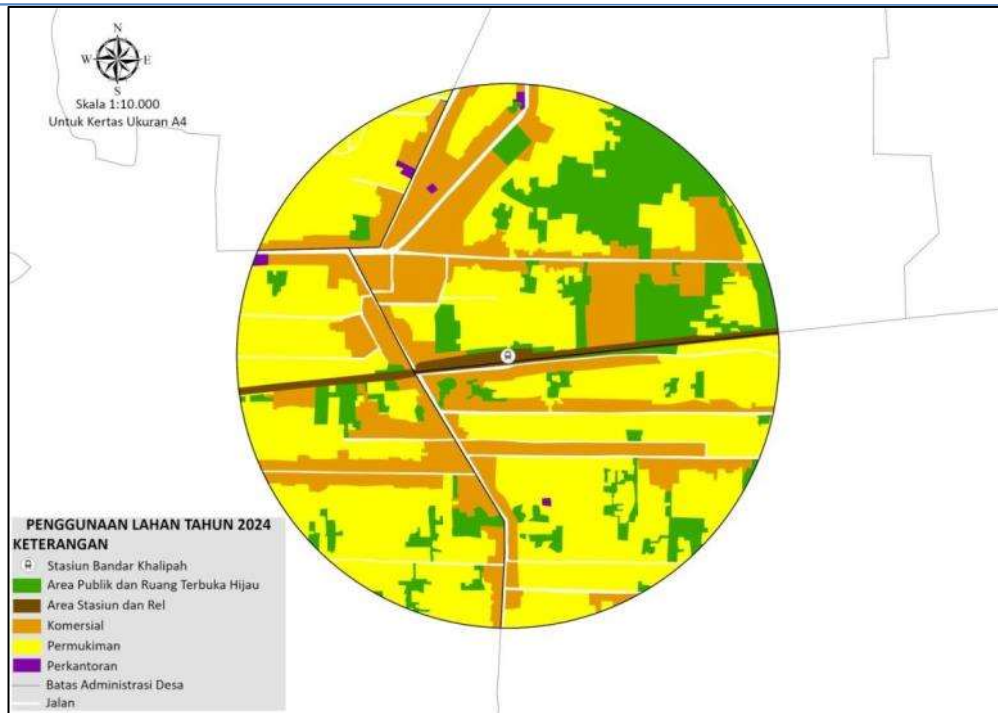 N
W E
S
Skala 1:10.000
Untuk Kertas Ukuran A4
PENGGUNAAN LAHAN TAHUN 2024
KETERANGAN
Stasiun Bandar Khalipah
Area Publik dan Ruang Terbuka Hijau
Area Stasiun dan Rel
Komersial
Permukiman
Perkantoran
Batas Administrasi Desa
Jalan